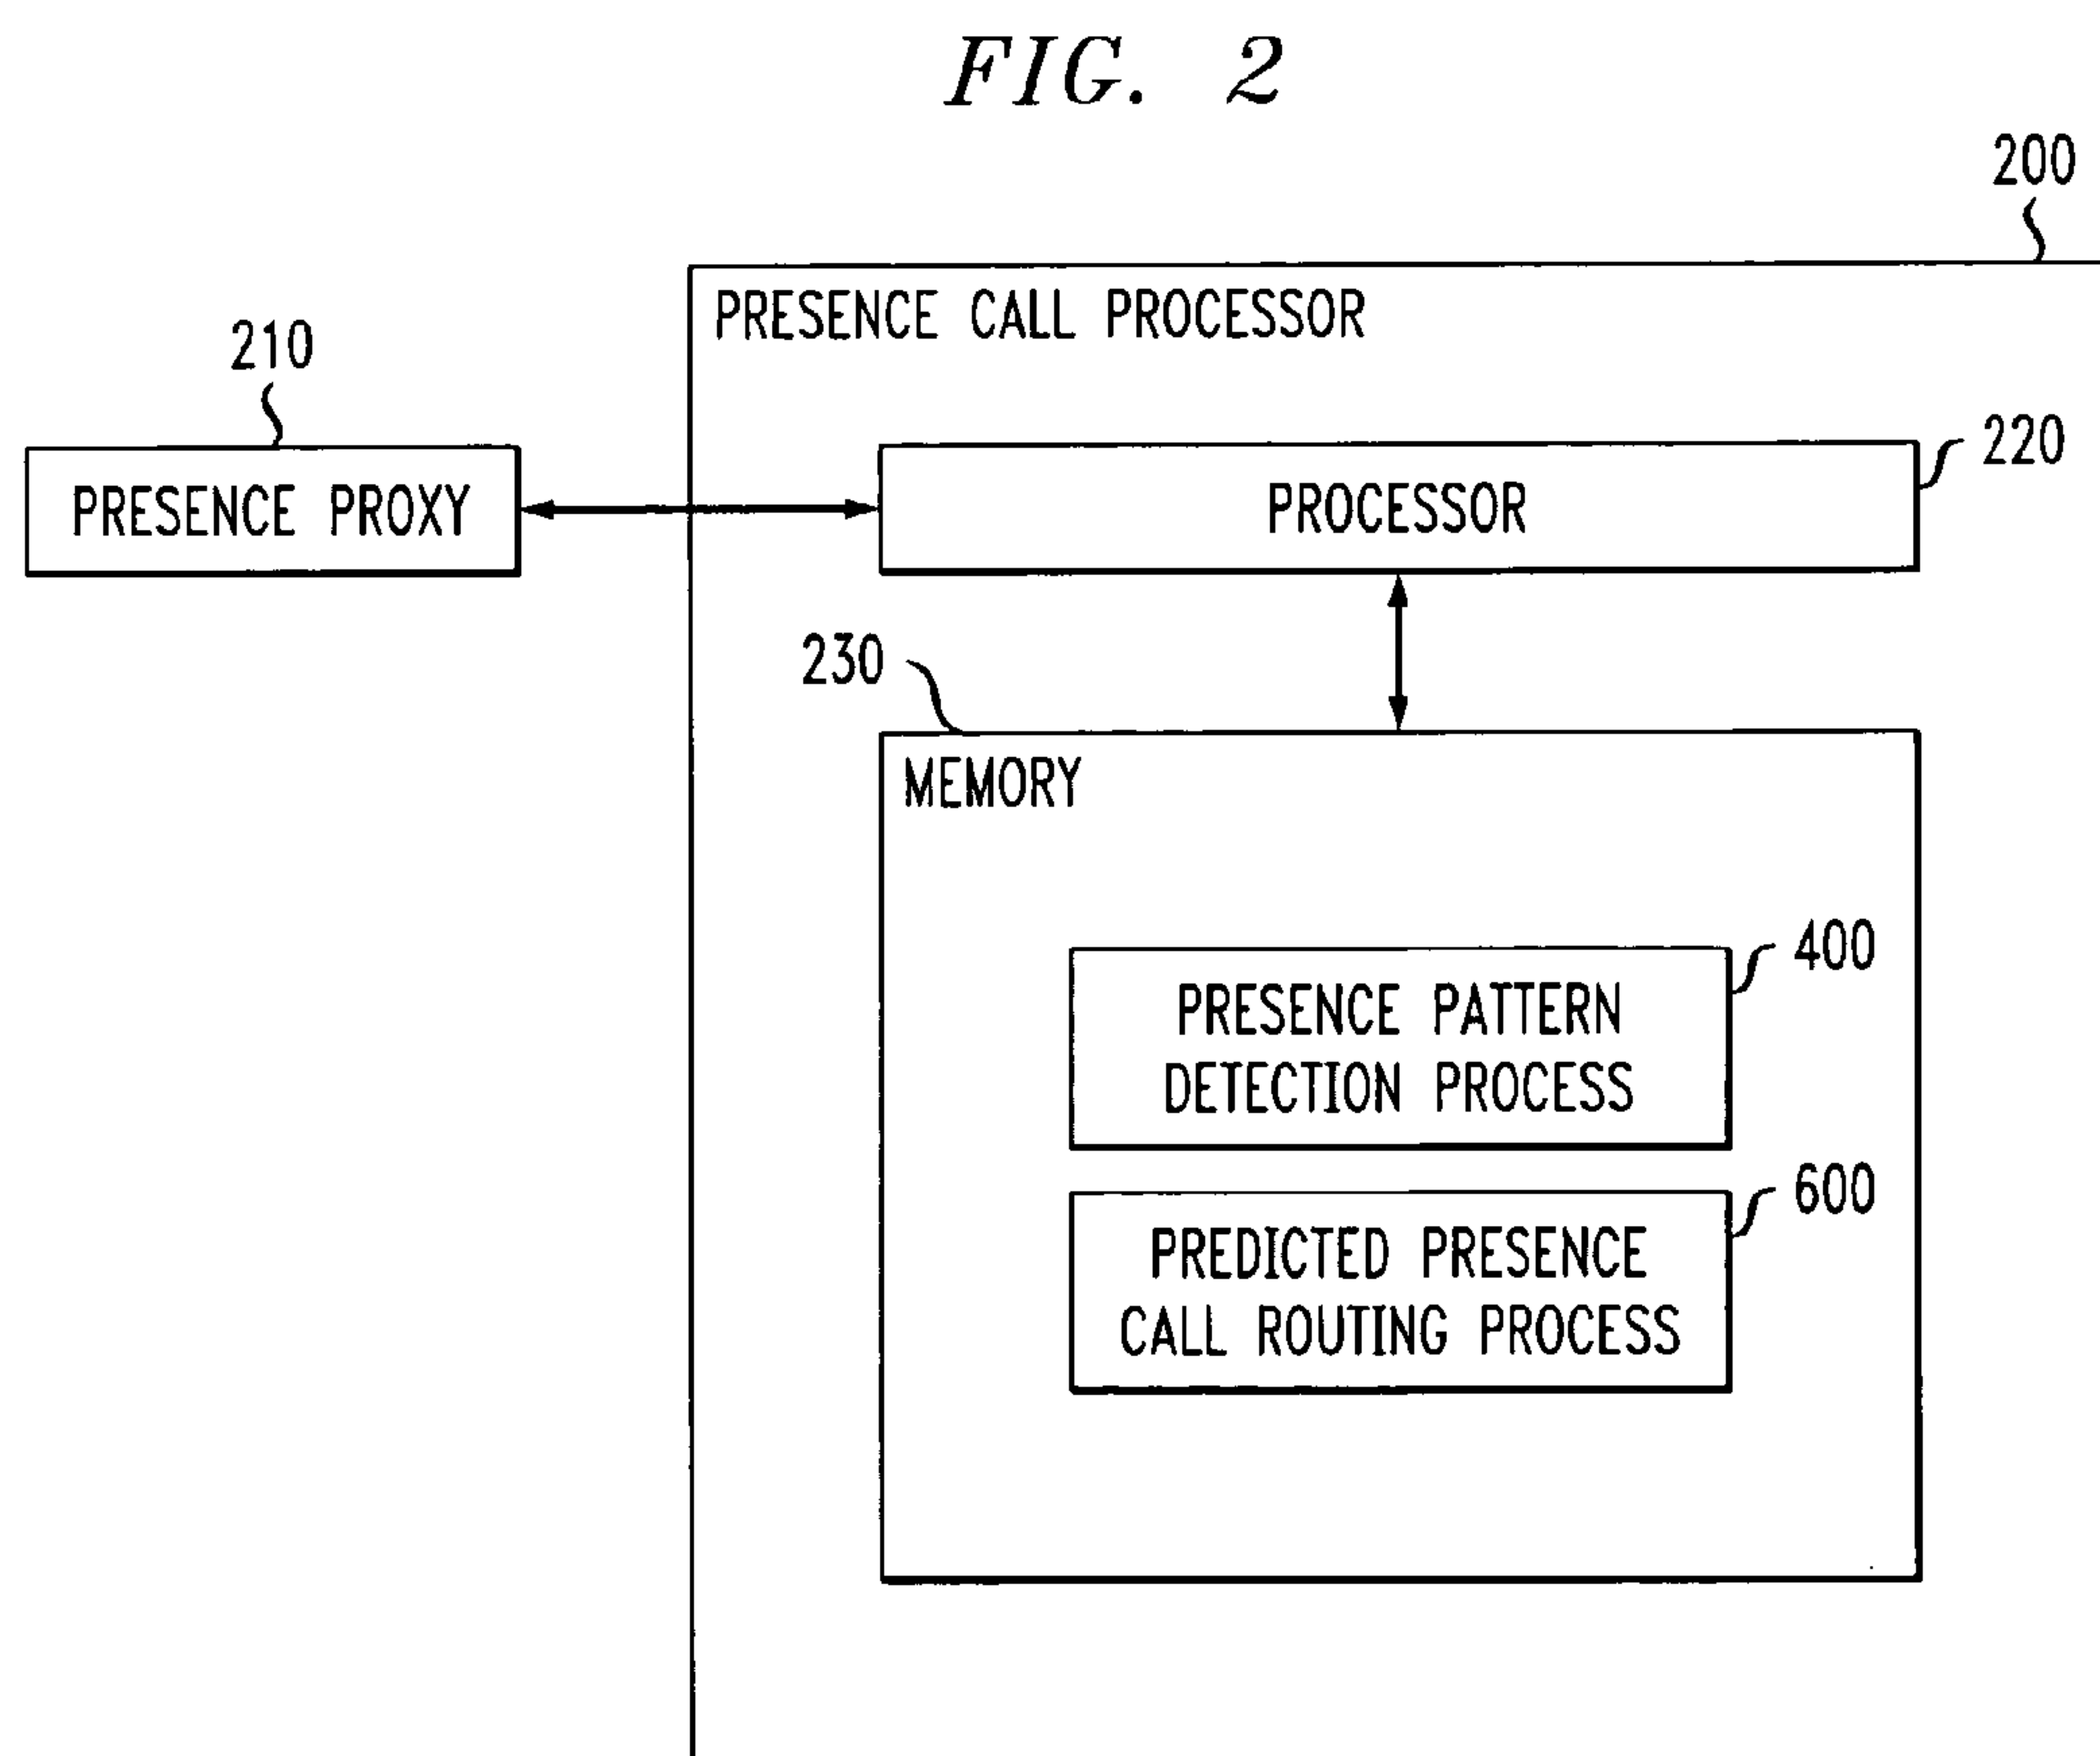 FIG. 2
200
PRESENCE CALL PROCESSOR
210
220
PRESENCE PROXY
PROCESSOR
230
MEMORY
400
PRESENCE PATTERN
DETECTION PROCESS
600
PREDICTED PRESENCE
CALL ROUTING PROCESS